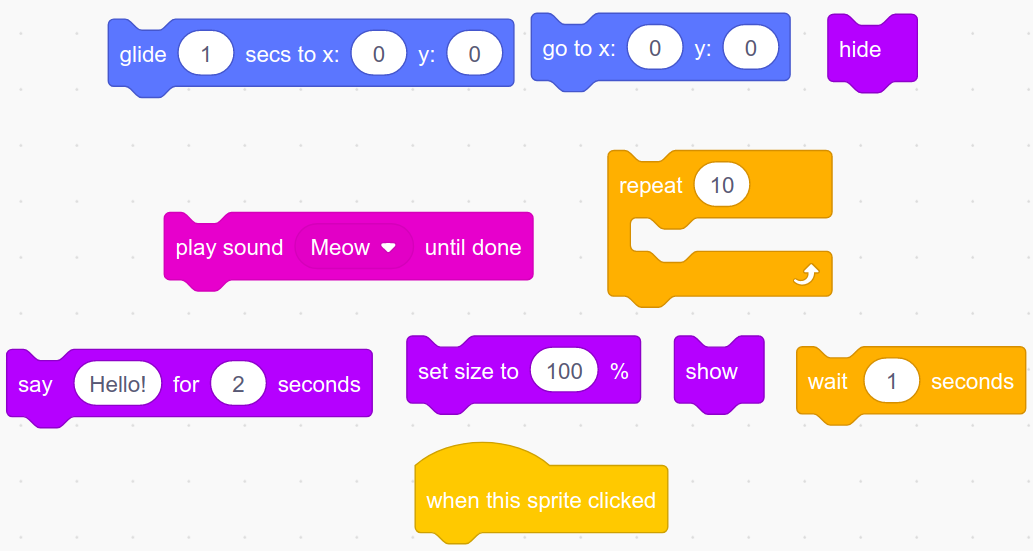 glide 1 secs to x: 0 y: 0
go to x: 0 y: 0
hide
play sound Meow until done
repeat 10
say Hello! for 2 seconds
set size to 100 %
show
wait 1 seconds
when this sprite clicked